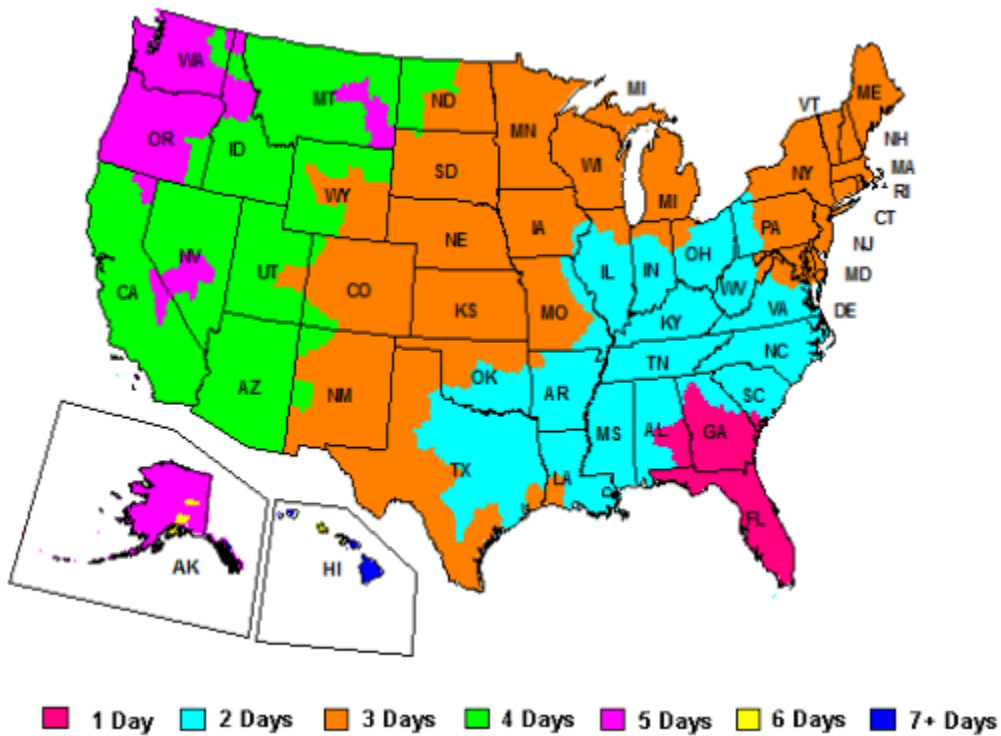 WA
MT
ND
MN
MI
VT
ME
OR
ID
SD
WI
NH
MA
WY
MI
NY
RI
CT
IA
PA
NE
NJ
NV
UT
OH
IL
IN
MD
CA
CO
WV
DE
KS
MO
VA
KY
NC
TN
AZ
NM
OK
AR
SC
MS
AL
GA
TX
LA
FL
AK
HI
1 Day 2 Days 3 Days 4 Days 5 Days 6 Days 7+ Days